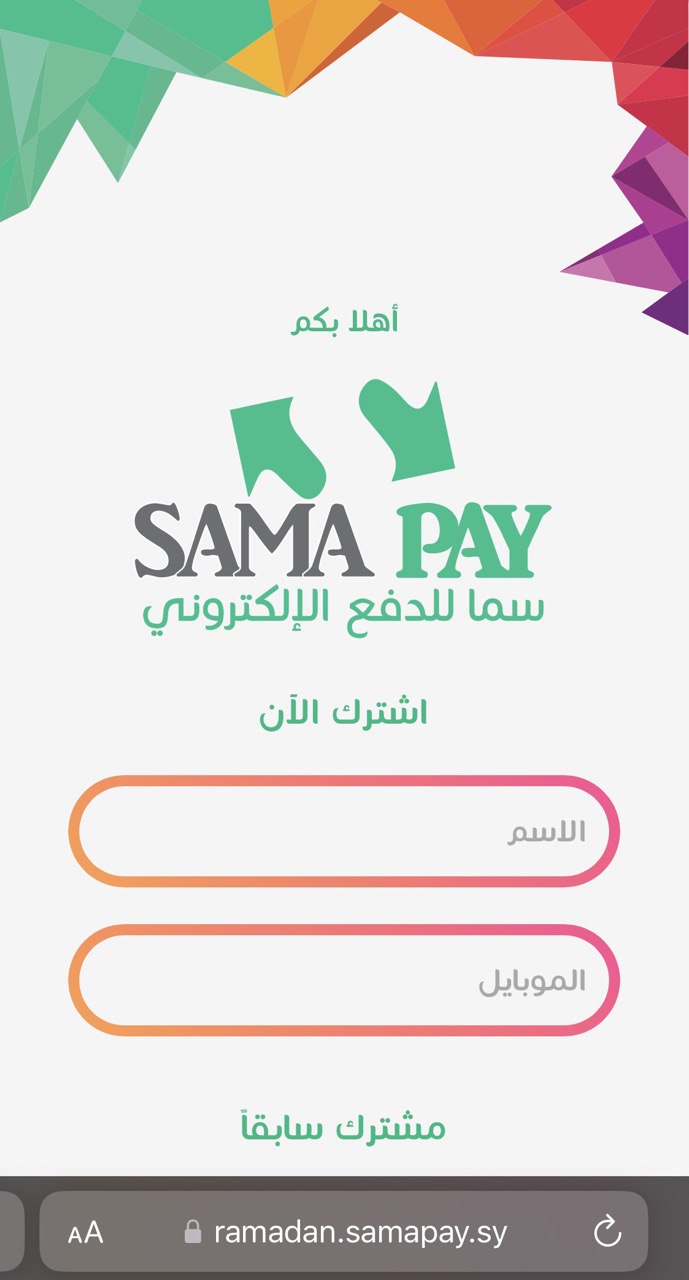 أهلا بكم
SAMA PAY
سما للدفع الإلكتروني
اشترك الآن
الاسم
الموبايل
مشترك سابقاً
AA ramadan.samapay.sy